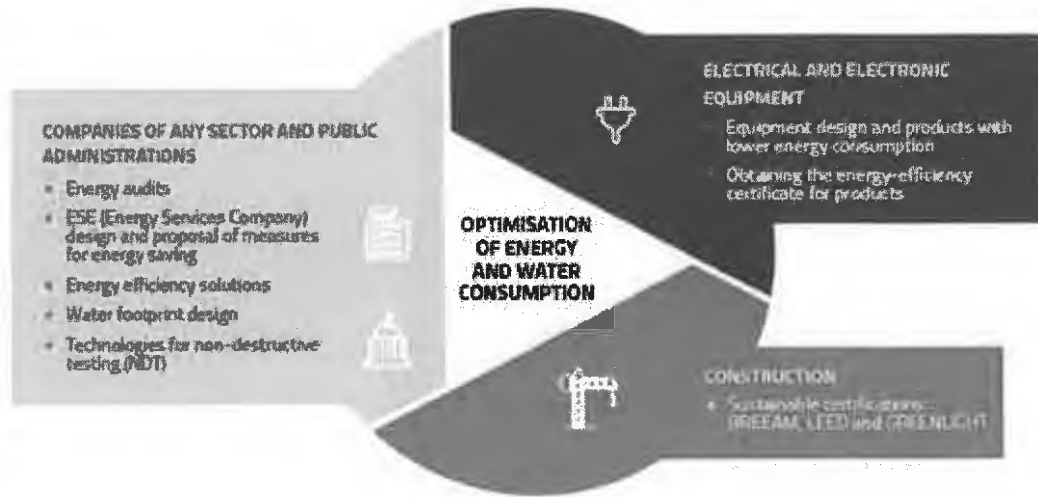 COMPANIES OF ANY SECTOR AND PUBLIC
ADMINISTRATIONS
• Energy audits
• ESE (Energy Services Company)
design and proposal of measures
for energy saving
• Energy efficiency solutions
• Water footprint design
• Technologies for non-destructive
testing (NDT)
OPTIMISATION
OF ENERGY
AND WATER
CONSUMPTION
ELECTRICAL AND ELECTRONIC
EQUIPMENT
Equipment design and products with
lower energy consumption
Obtaining the energy-efficiency
certificate for products
CONSTRUCTION
• Sustainable certifications:
BREEAM, LEED and GREENLIGHT